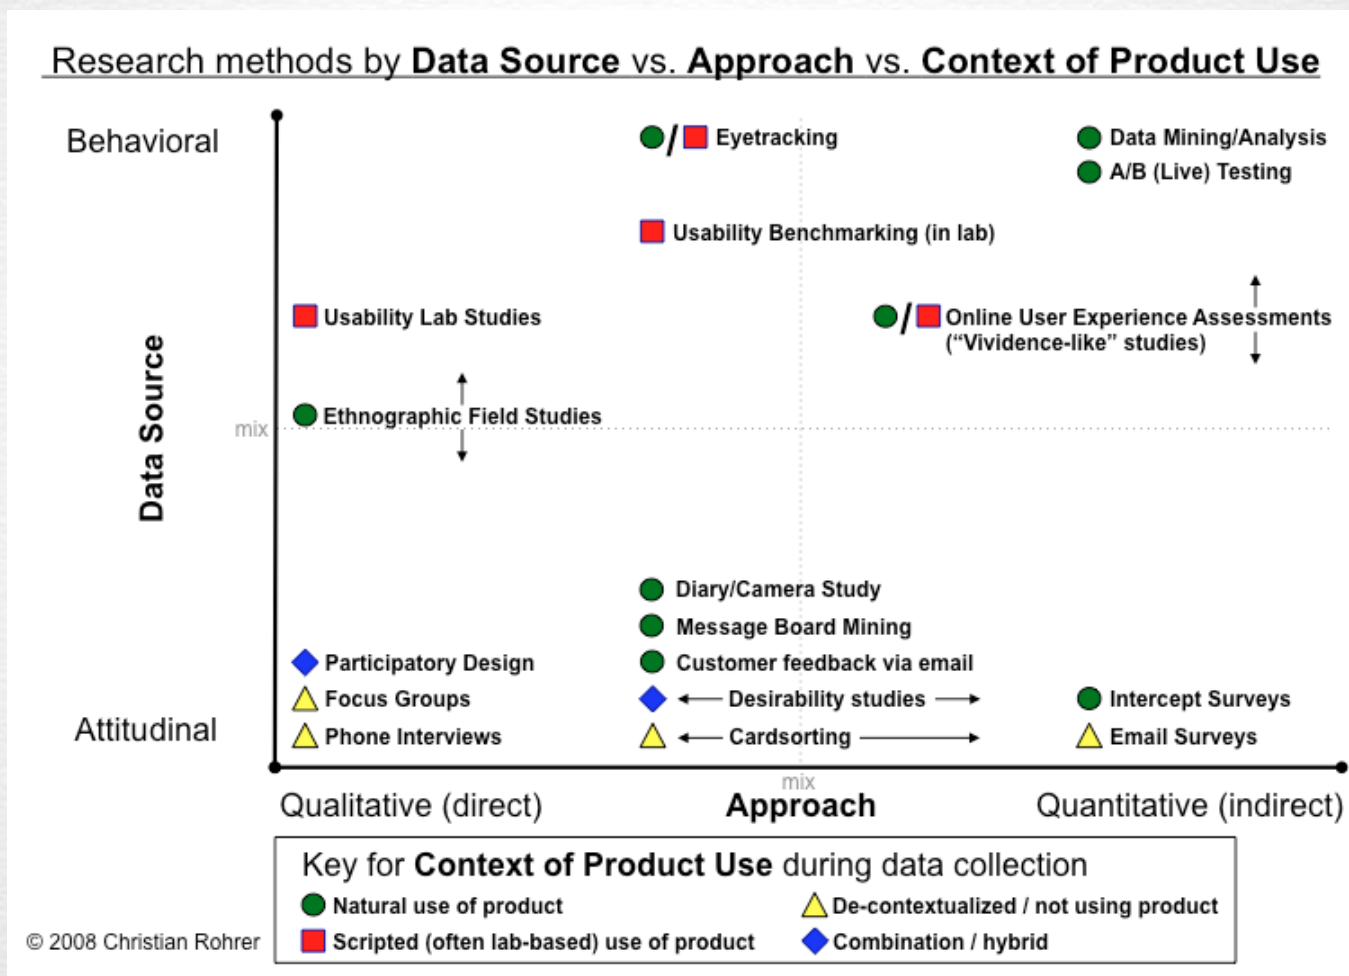 Research methods by Data Source vs. Approach vs. Context of Product Use
Behavioral
/ Eyetracking
Data Mining/Analysis
A/B (Live) Testing
Usability Benchmarking (in lab)
Usability Lab Studies
/ Online User Experience Assessments
("Vividence-like" studies)
Data Source
Ethnographic Field Studies
mix
Diary/Camera Study
Message Board Mining
Participatory Design
Customer feedback via email
Focus Groups
Desirability studies
Intercept Surveys
Attitudinal
Phone Interviews
Cardsorting
Email Surveys
mix
Qualitative (direct)
Approach
Quantitative (indirect)
Key for Context of Product Use during data collection
Natural use of product
De-contextualized / not using product
© 2008 Christian Rohrer
Scripted (often lab-based) use of product
Combination / hybrid